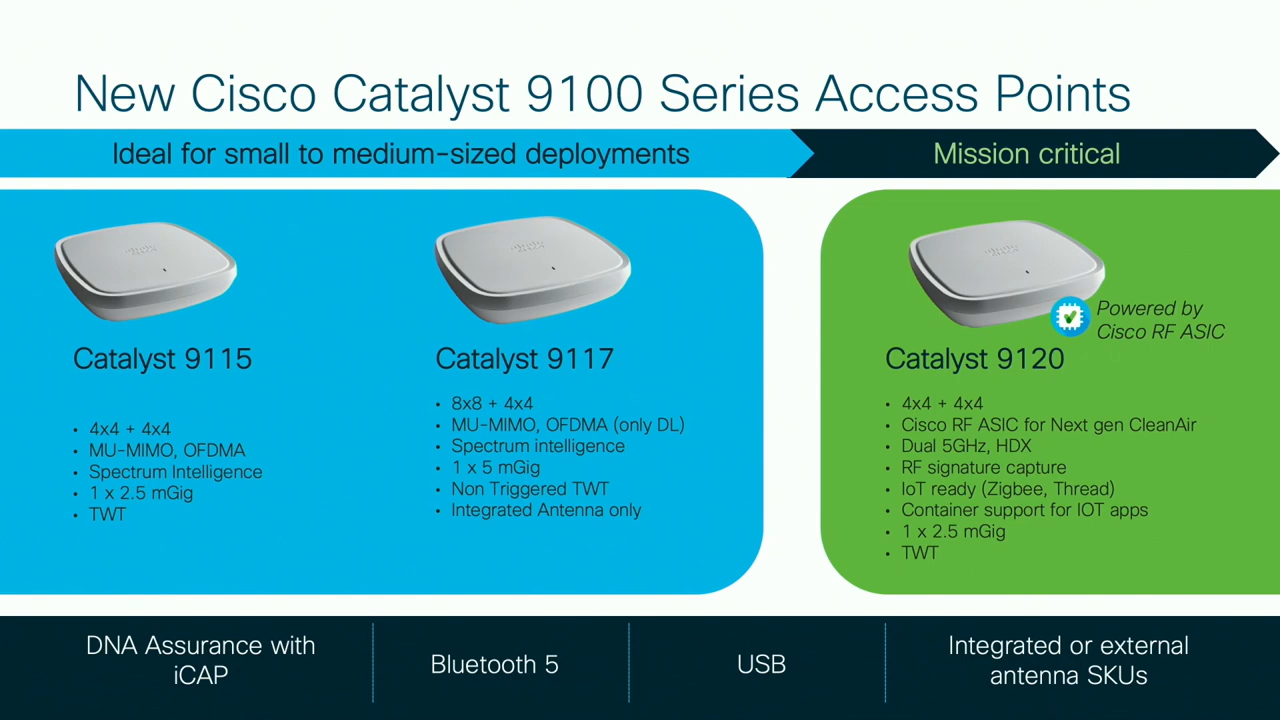 New Cisco Catalyst 9100 Series Access Points
Ideal for small to medium-sized deployments
Mission critical
Catalyst 9115
• 4x4 + 4x4
• MU-MIMO, OFDMA
• Spectrum Intelligence
• 1 x 2.5 mGig
• TWT
Catalyst 9117
• 8x8 + 4x4
• MU-MIMO, OFDMA (only DL)
• Spectrum intelligence
• 1 x 5 mGig
• Non Triggered TWT
• Integrated Antenna only
Powered by
Cisco RF ASIC
Catalyst 9120
• 4x4 + 4x4
• Cisco RF ASIC for Next gen CleanAir
• Dual 5GHz, HDX
• RF signature capture
• IoT ready (Zigbee, Thread)
• Container support for IOT apps
• 1 x 2.5 mGig
• TWT
DNA Assurance with
iCAP
Bluetooth 5
USB
Integrated or external
antenna SKUs